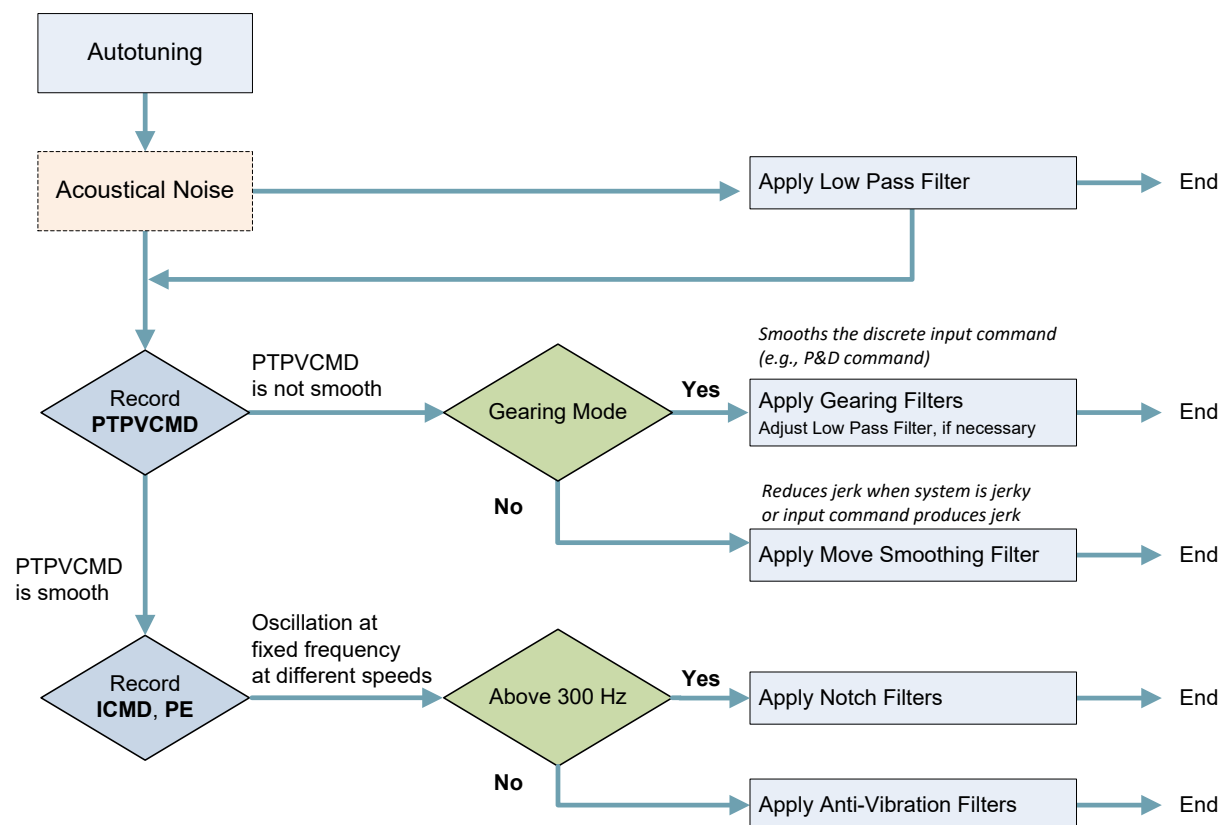 Autotuning
Acoustical Noise
Apply Low Pass Filter
End
Smooths the discrete input command
(e.g., P&D command)
PTPVCMD
is not smooth
Record
PTPVCMD
Gearing Mode
Yes
Apply Gearing Filters
Adjust Low Pass Filter, if necessary
End
No
Reduces jerk when system is jerky
or input command produces jerk
Apply Move Smoothing Filter
End
PTPVCMD
is smooth
Oscillation at
fixed frequency
at different speeds
Record
ICMD, PE
Above 300 Hz
Yes
Apply Notch Filters
End
No
Apply Anti-Vibration Filters
End